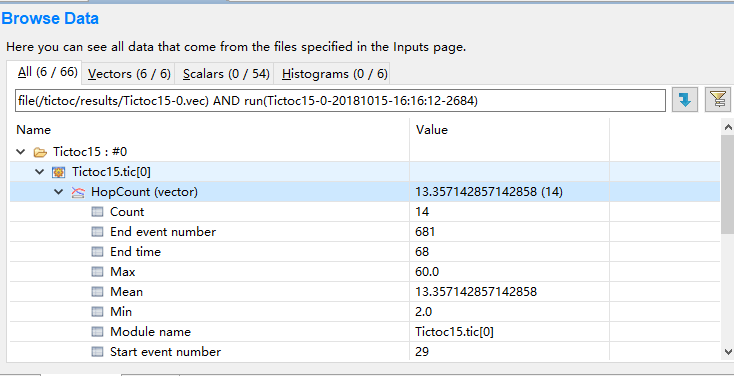 Browse Data
Here you can see all data that come from the files specified in the Inputs page.
All (6 / 66) Vectors (6 / 6) Scalars (0 / 54) Histograms (0 / 6)
file(/tictoc/results/Tictoc15-0.vec) AND run(Tictoc15-0-20181015-16:16:12-2684)
Name Value
Tictoc15 : #0
Tictoc15.tic[0]
HopCount (vector) 13.357142857142858 (14)
Count 14
End event number 681
End time 68
Max 60.0
Mean 13.357142857142858
Min 2.0
Module name Tictoc15.tic[0]
Start event number 29